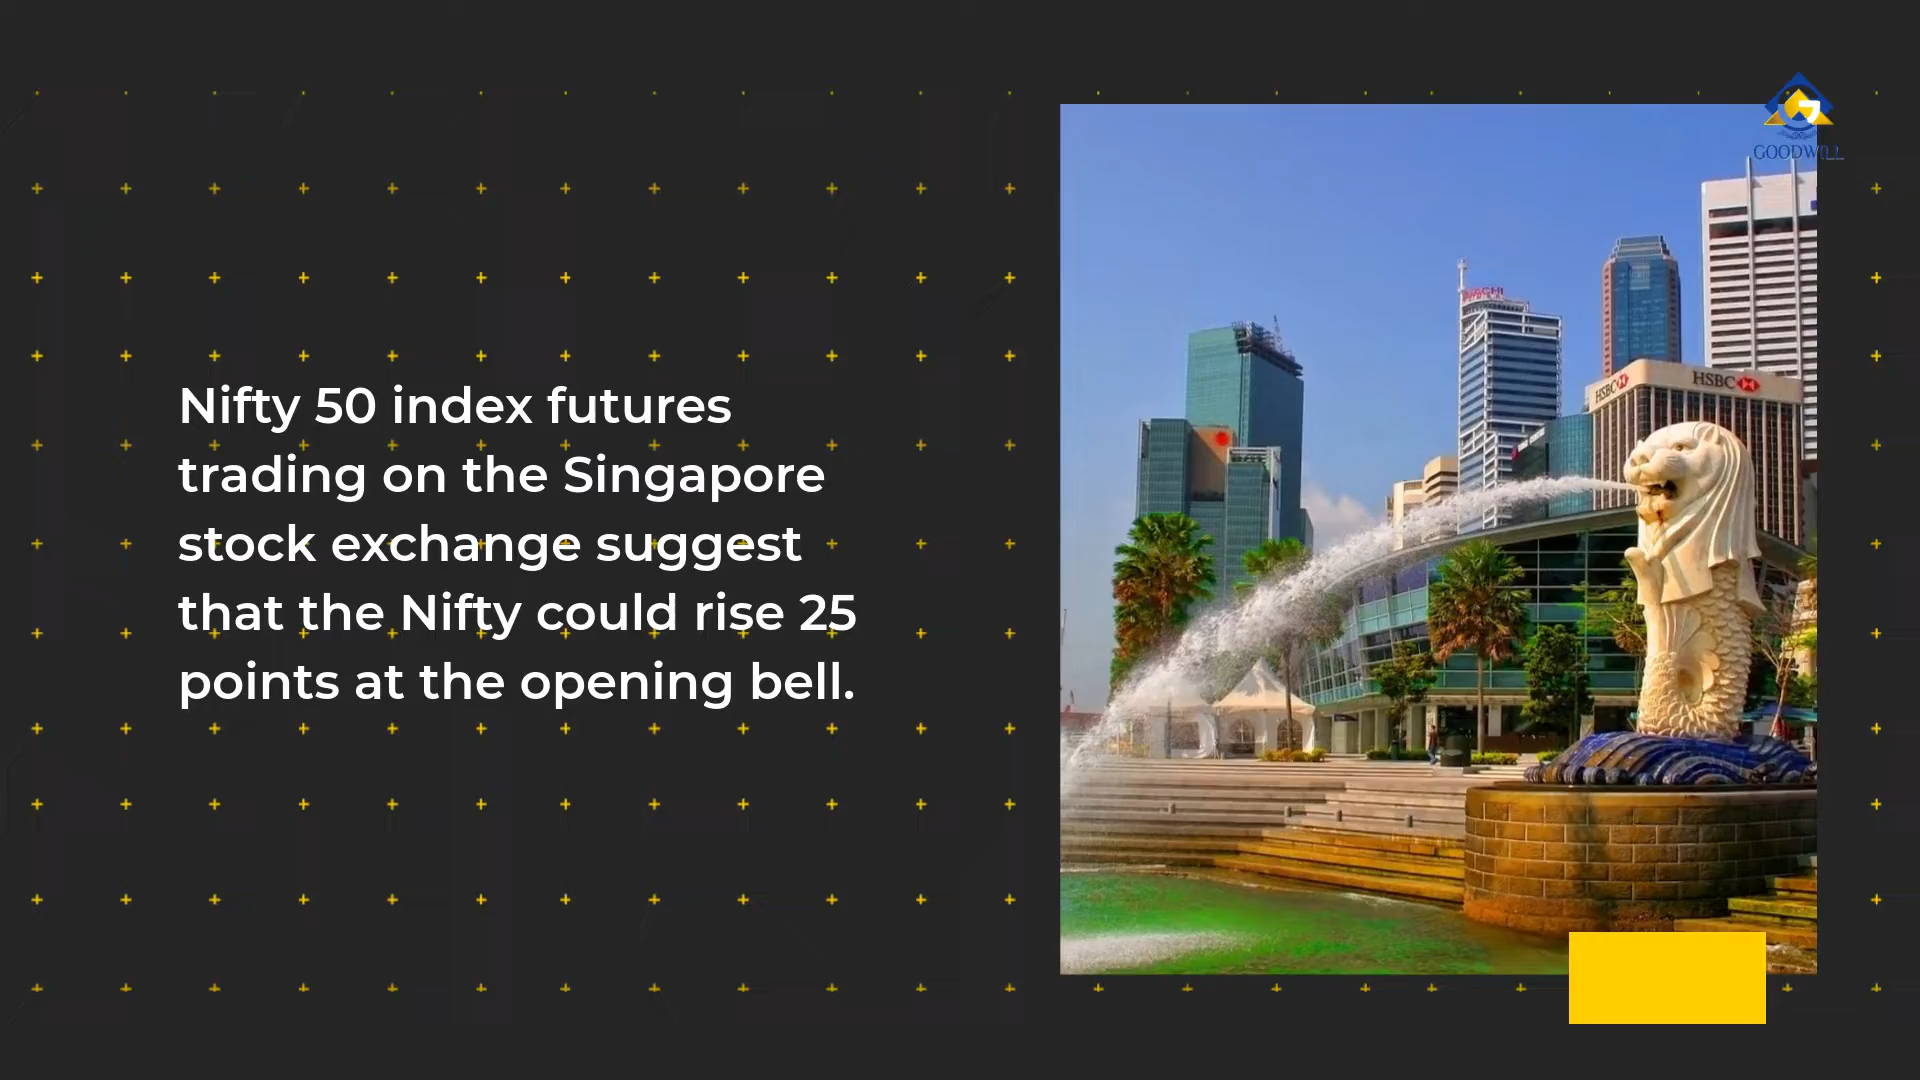 Nifty 50 index futures
trading on the Singapore
stock exchange suggest
that the Nifty could rise 25
points at the opening bell.
GOODWILL
HSBC
HSBC